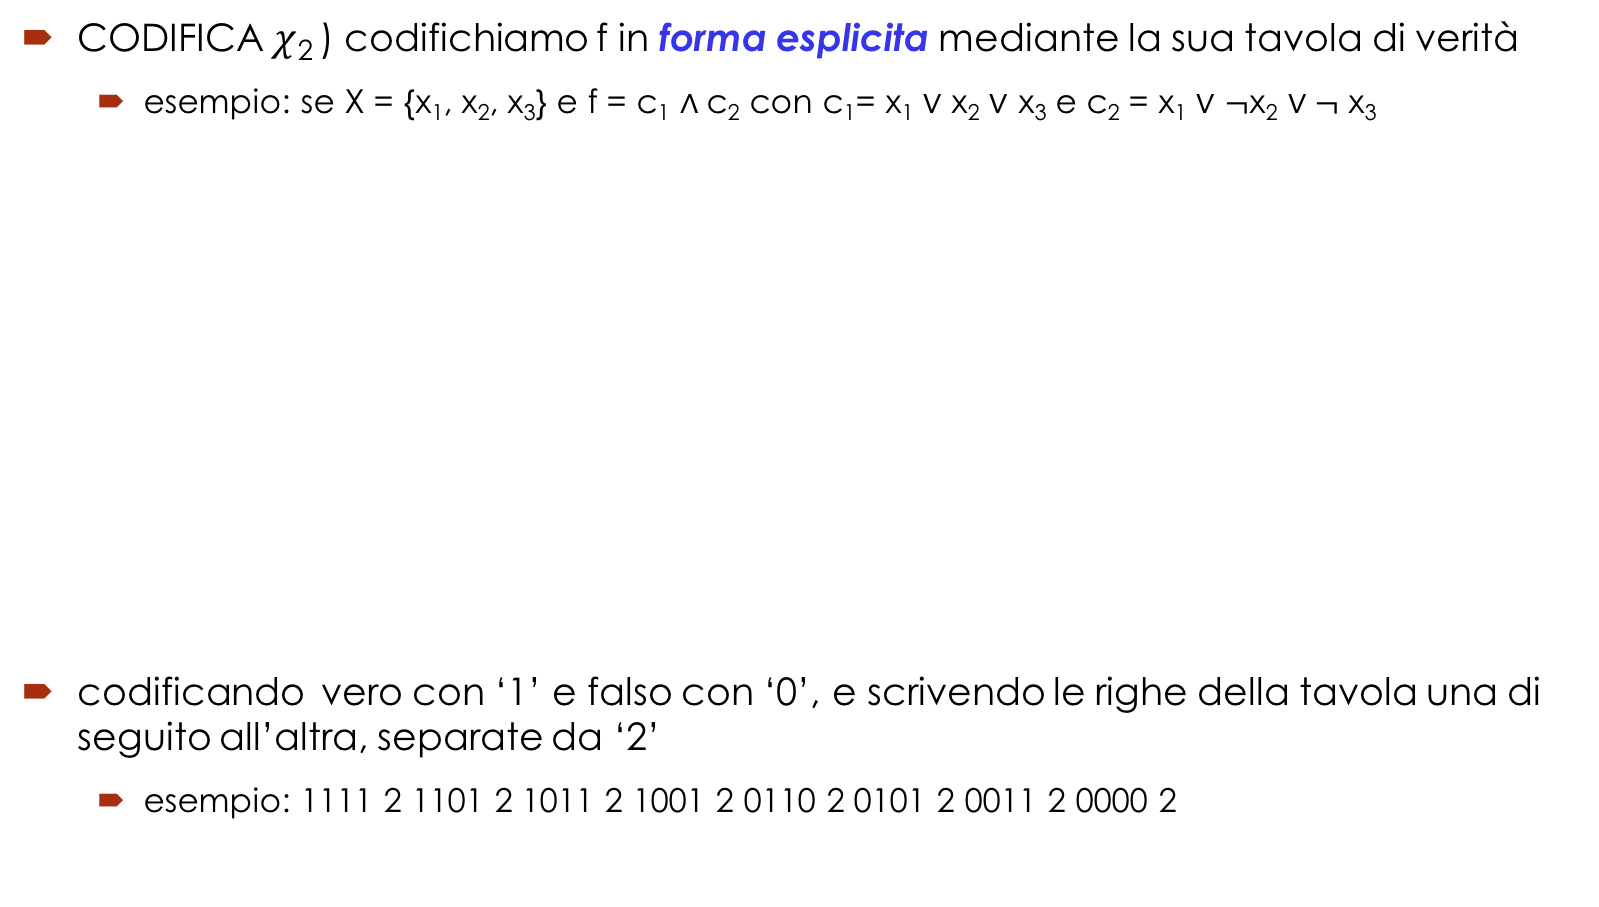 CODIFICA 𝜒₂) codifichiamo f in forma esplicita mediante la sua tavola di verità
esempio: se X = {x₁, x₂, x₃} e f = c₁ ∧ c₂ con c₁= x₁ ∨ x₂ ∨ x₃ e c₂ = x₁ ∨ ¬x₂ ∨ ¬ x₃
codificando vero con ‘1’ e falso con ‘0’, e scrivendo le righe della tavola una di
seguito all’altra, separate da ‘2’
esempio: 1111 2 1101 2 1011 2 1001 2 0110 2 0101 2 0011 2 0000 2